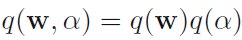 q(𝐰, α) = q(𝐰)q(α)